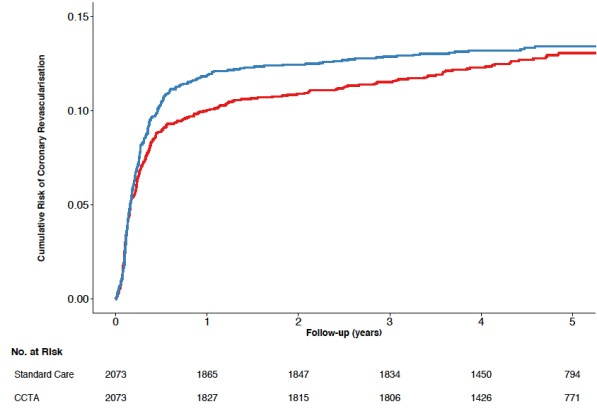 0.15
0.10
0.05
0.00
Cumulative Risk of Coronary Revascularisation
0 1 2 3 4 5
Follow-up (years)
No. at Risk
Standard Care 2073 1865 1847 1834 1450 794
CCTA 2073 1827 1815 1806 1426 771